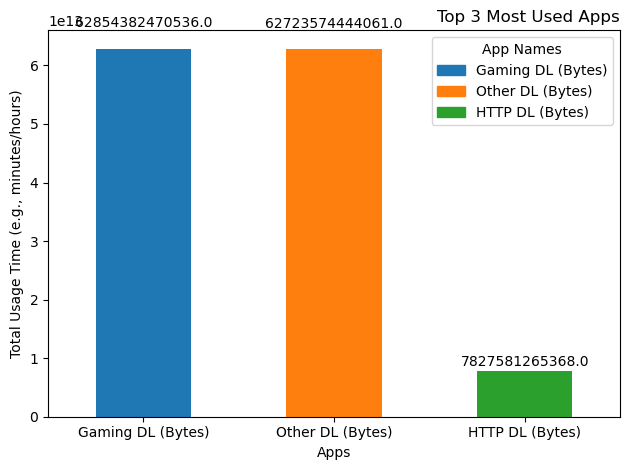 Top 3 Most Used Apps
1e13
62854382470536.0
62723574444061.0
7827581265368.0
App Names
Gaming DL (Bytes)
Other DL (Bytes)
HTTP DL (Bytes)
Total Usage Time (e.g., minutes/hours)
6
5
4
3
2
1
0
Gaming DL (Bytes)
Other DL (Bytes)
HTTP DL (Bytes)
Apps